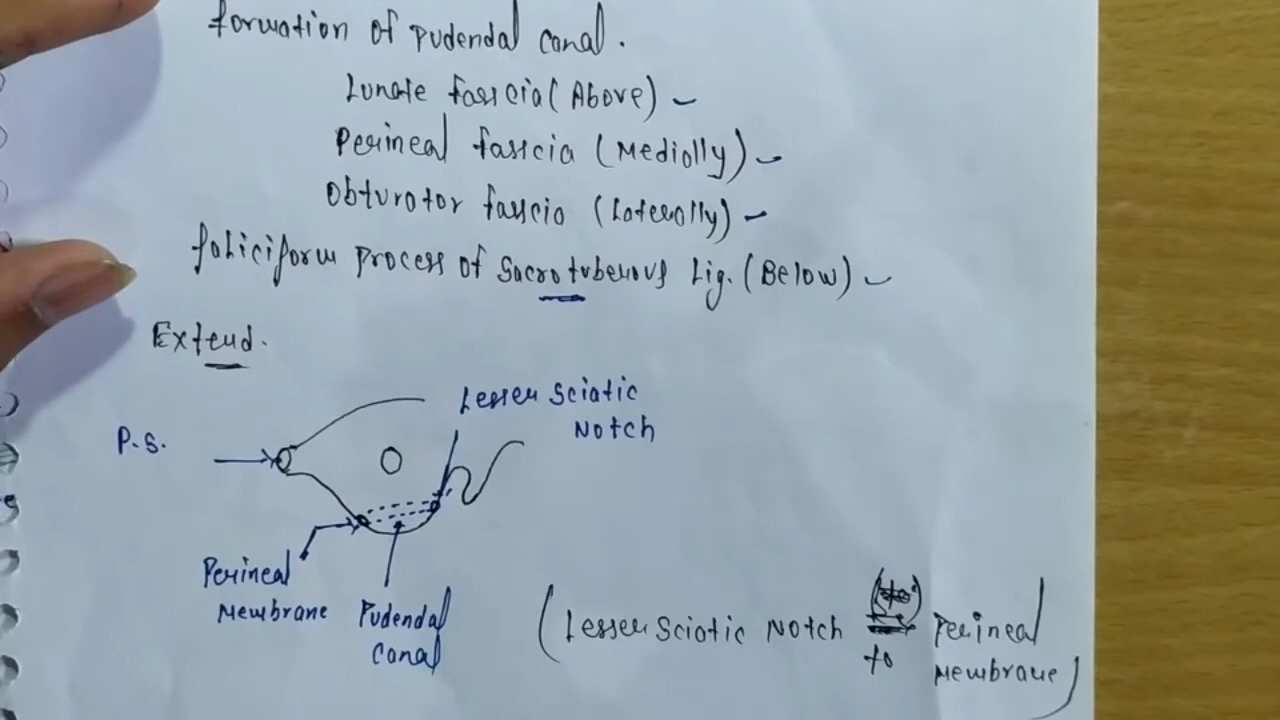 formation of pudendal canal.
Lunate fascia (Above)
Perineal fascia (Medially)
Obturator fascia (Laterally)
faliciform process of Sacrotuberous Lig. (Below)
Extend.
Lesser Sciatic
Notch
P.S.
Perineal
Membrane
Pudendal
canal
(Lesser Sciatic Notch to Perineal
Membrane)